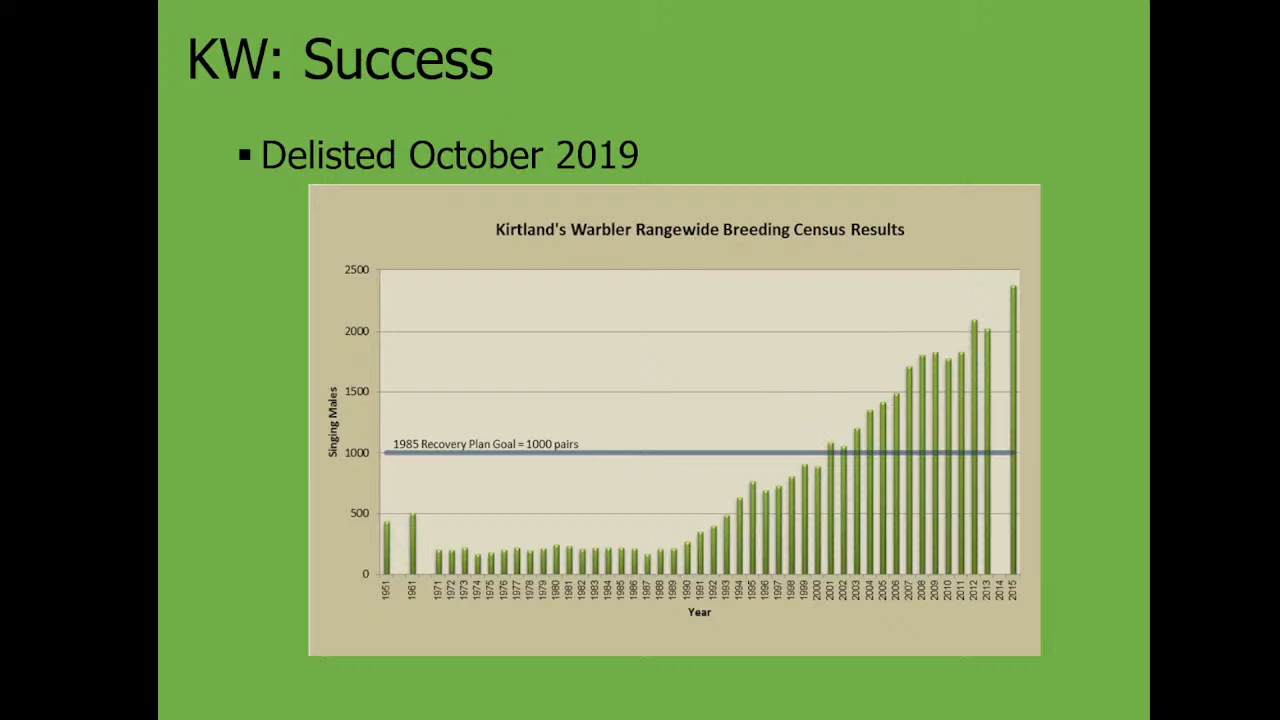 KW: Success
▪ Delisted October 2019
Kirtland's Warbler Rangewide Breeding Census Results
2500
2000
1500
1000
500
0
Singing Males
1985 Recovery Plan Goal = 1000 pairs
1951 1961 1971 1972 1973 1974 1975 1976 1977 1978 1979 1980 1981 1982 1983 1984 1985 1986 1987 1988 1989 1990 1991 1992 1993 1994 1995 1996 1997 1998 1999 2000 2001 2002 2003 2004 2005 2006 2007 2008 2009 2010 2011 2012 2013 2014 2015
Year